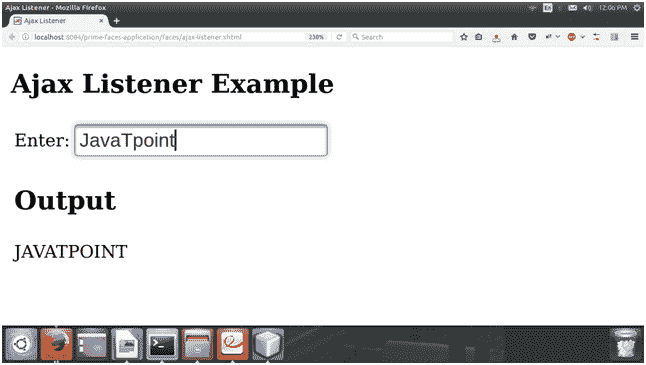 Ajax Listener - Mozilla Firefox
En
12:06 PM
Ajax Listener
localhost:8084/prime-faces-application/faces/ajax-listener.xhtml
230%
Search
Ajax Listener Example
Enter: JavaTpoint
Output
JAVATPOINT